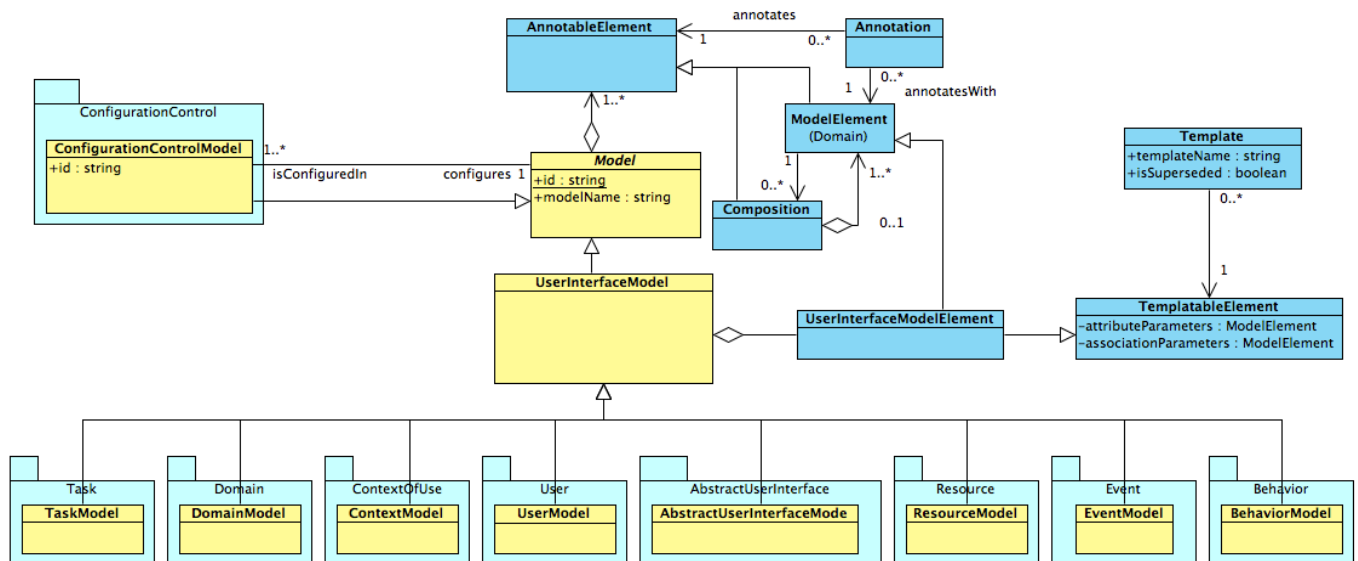 annotates
AnnotableElement
1
0..*
Annotation
0..*
1
annotatesWith
ConfigurationControl
1..*
ModelElement
(Domain)
Template
+templateName : string
+isSuperseded : boolean
ConfigurationControlModel
+id : string
1..*
isConfiguredIn
configures 1
Model
+id : string
+modelName : string
1
0..*
1..*
Composition
0..1
0..*
1
UserInterfaceModel
UserInterfaceModelElement
TemplatableElement
-attributeParameters : ModelElement
-associationParameters : ModelElement
Task
TaskModel
Domain
DomainModel
ContextOfUse
ContextModel
User
UserModel
AbstractUserInterface
AbstractUserInterfaceMode
Resource
ResourceModel
Event
EventModel
Behavior
BehaviorModel